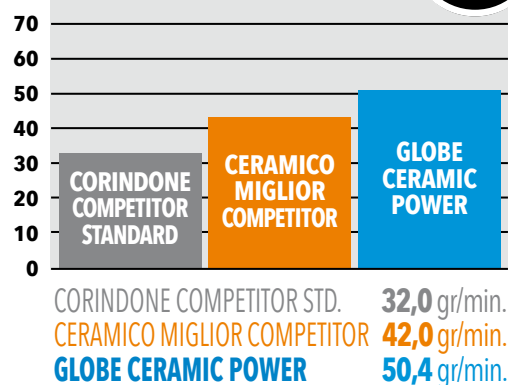 70
60
50
40
30
20
10
0
CORINDONE
COMPETITOR
STANDARD
CERAMICO
MIGLIOR
COMPETITOR
GLOBE
CERAMIC
POWER
CORINDONE COMPETITOR STD. 32,0 gr/min.
CERAMICO MIGLIOR COMPETITOR 42,0 gr/min.
GLOBE CERAMIC POWER 50,4 gr/min.